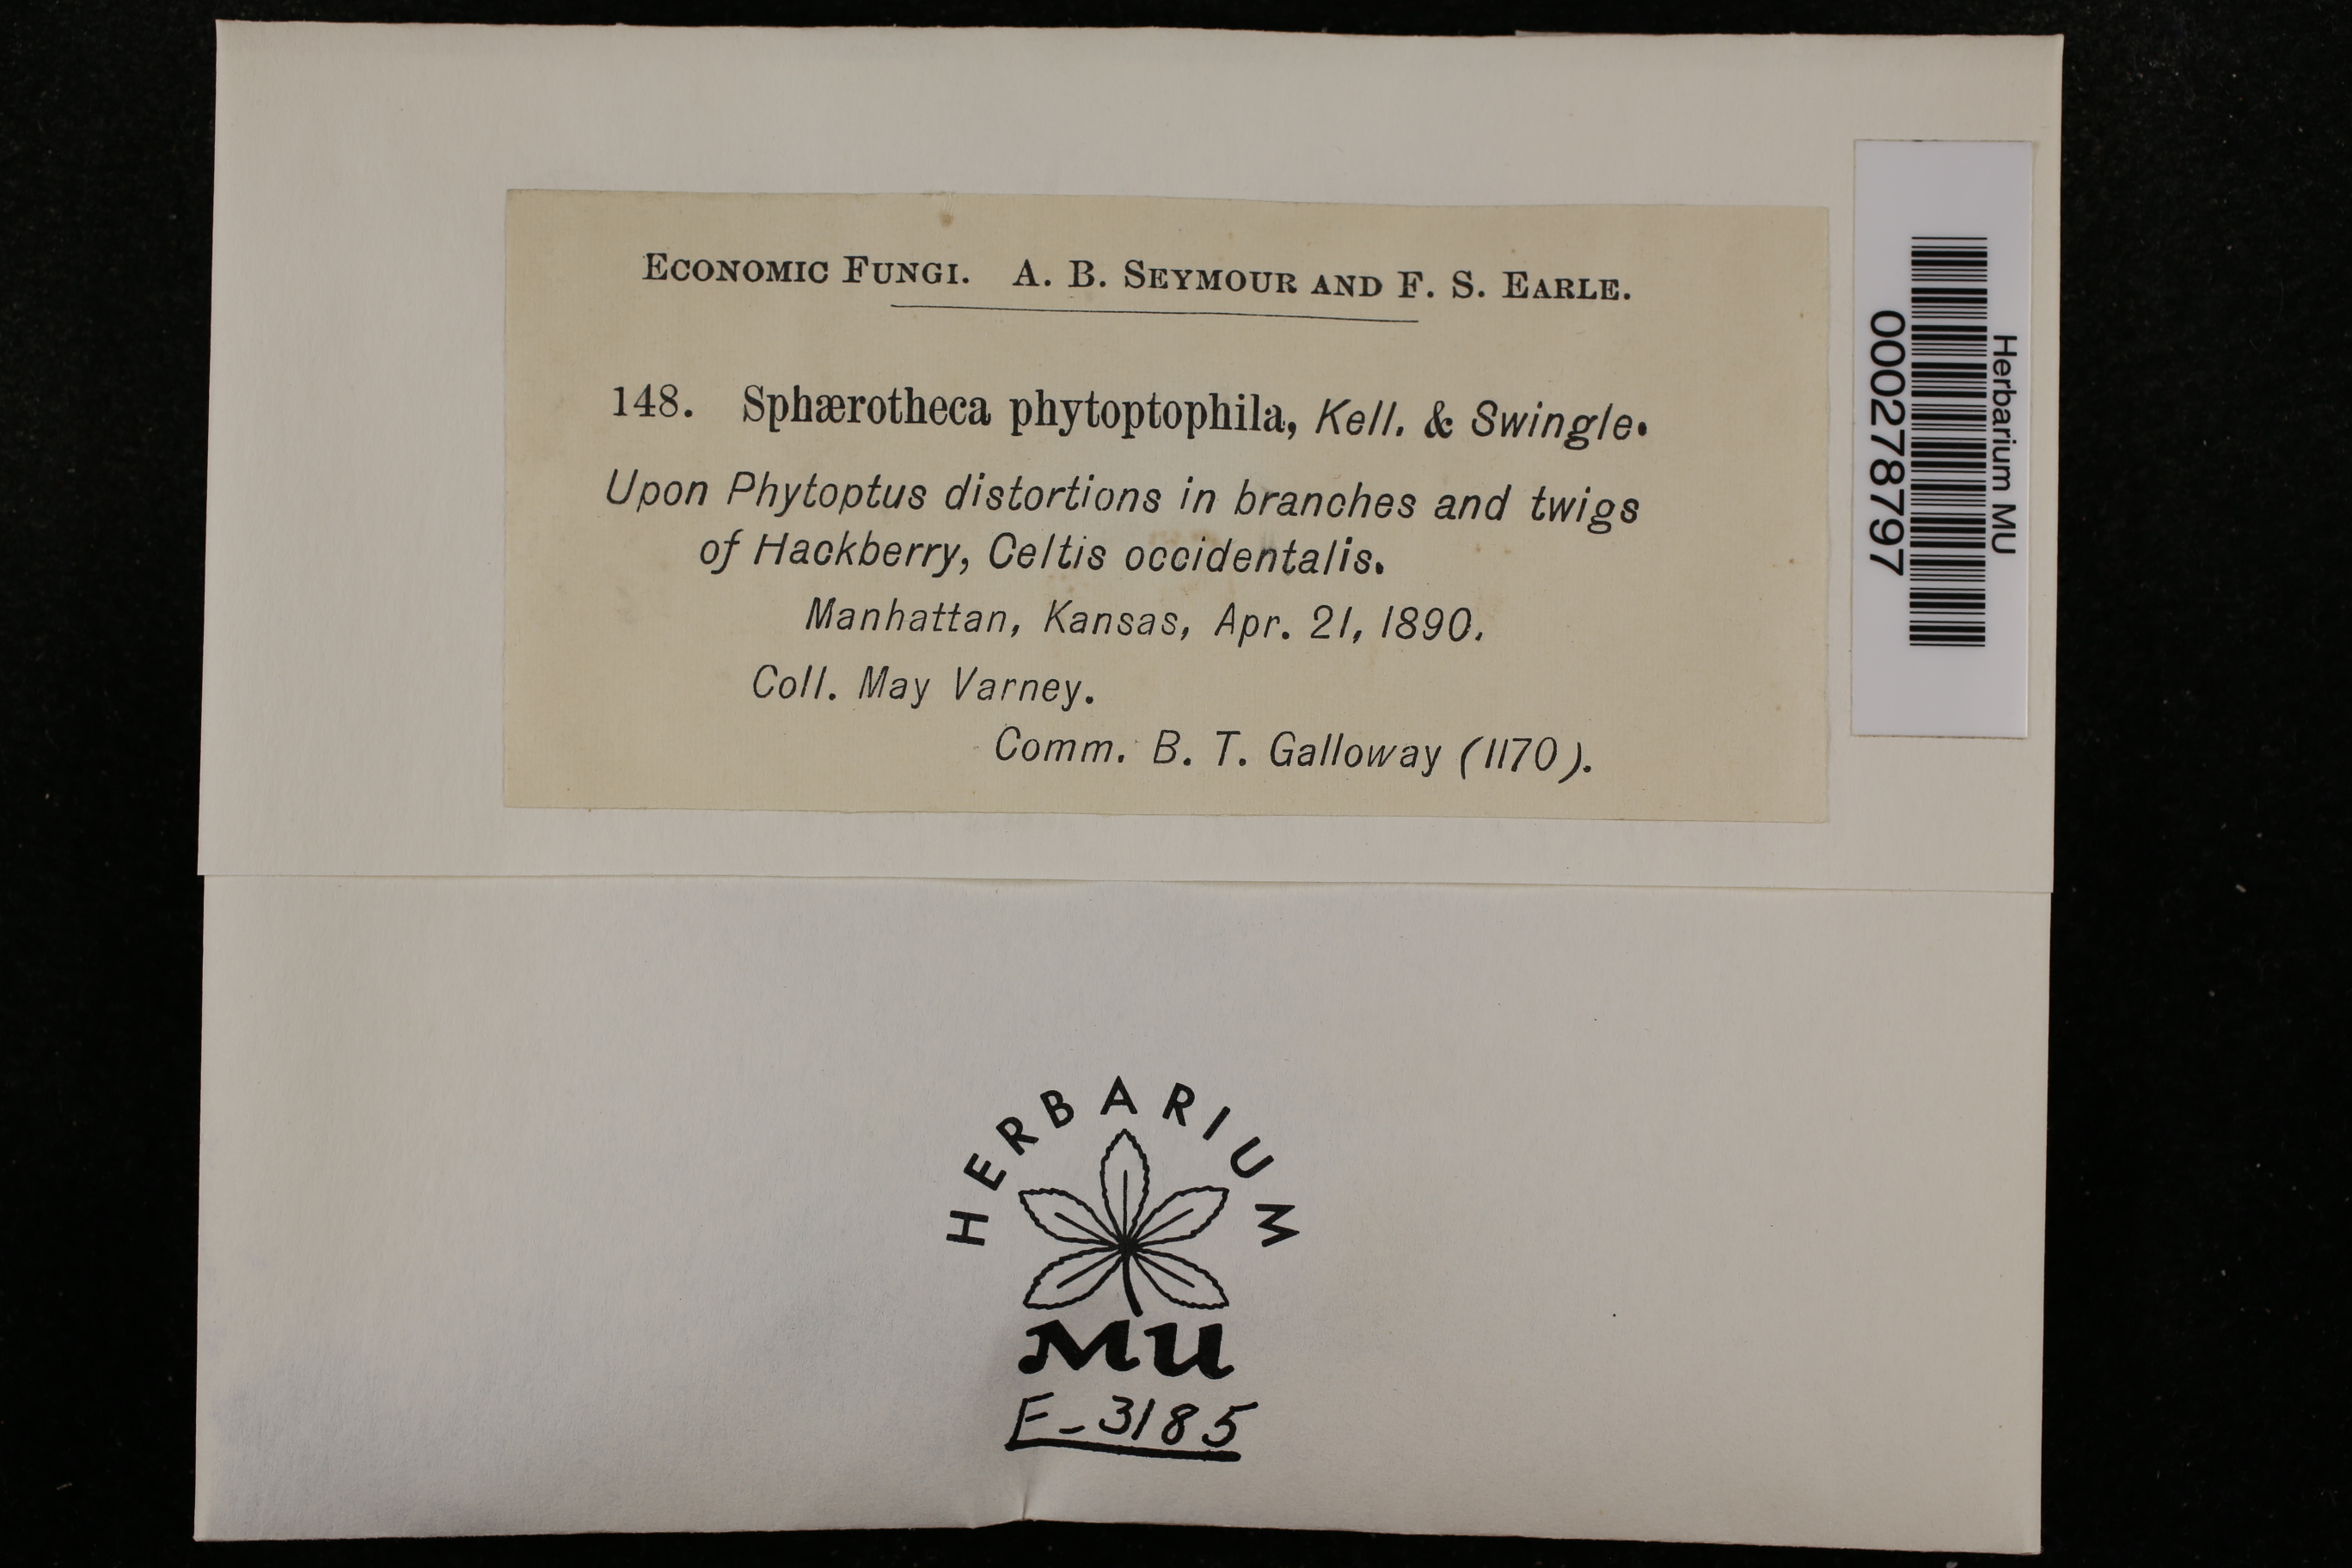 ECONOMIC FUNGI. A. B. SEYMOUR AND F. S. EARLE.
148. Sphærotheca phytoptophila, Kell. & Swingle.
Upon Phytoptus distortions in branches and twigs
of Hackberry, Celtis occidentalis.
Manhattan, Kansas, Apr. 21, 1890.
Coll. May Varney.
Comm. B. T. Galloway (1170).
Herbarium MU
000278797
HERBARIUM
MU
F-3185